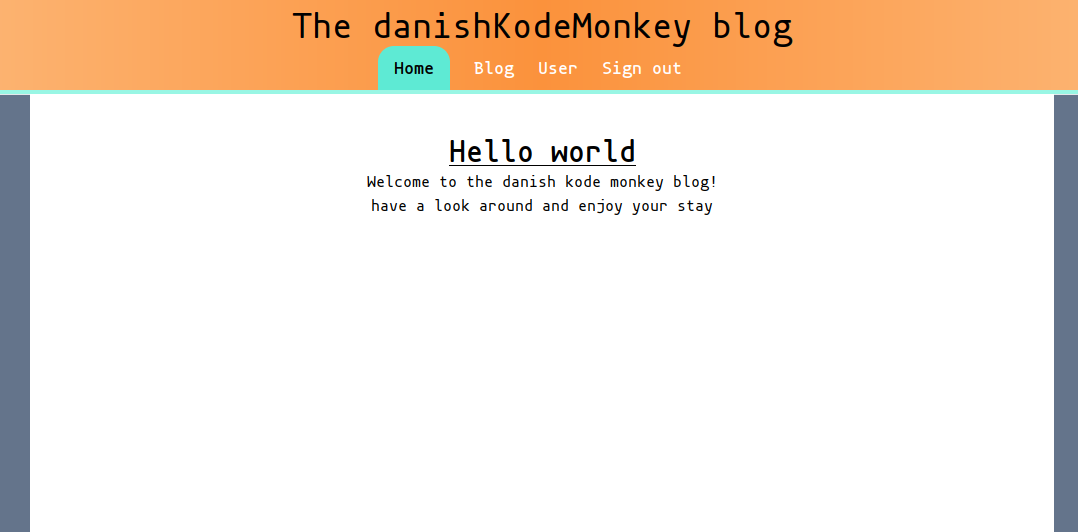 The danishKodeMonkey blog
Home Blog User Sign out
Hello world
Welcome to the danish kode monkey blog!
have a look around and enjoy your stay